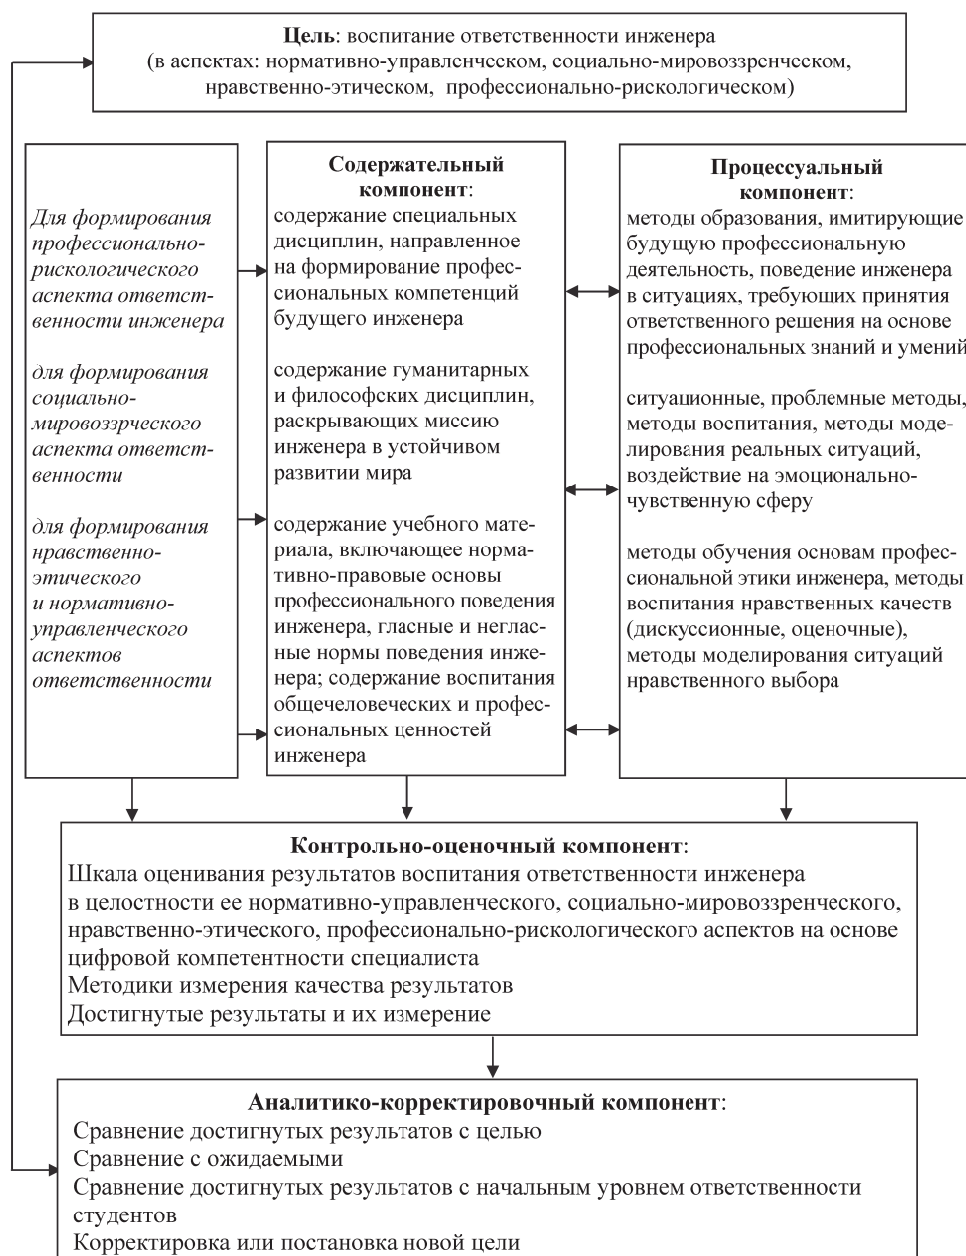 Цель: воспитание ответственности инженера
(в аспектах: нормативно-управленческом, социально-мировоззренческом,
нравственно-этическом, профессионально-рискологическом)
Для формирования
профессионально-
рискологического
аспекта ответст-
венности инженера
для формирования
социально-
мировоззрческого
аспекта ответст-
венности
для формирования
нравственно-
этического
и нормативно-
управленческого
аспектов
ответственности
Содержательный
компонент:
содержание специальных
дисциплин, направленное
на формирование профес-
сиональных компетенций
будущего инженера
содержание гуманитарных
и философских дисциплин,
раскрывающих миссию
инженера в устойчивом
развитии мира
содержание учебного мате-
риала, включающее норма-
тивно-правовые основы
профессионального поведения
инженера, гласные и неглас-
ные нормы поведения инже-
нера; содержание воспитания
общечеловеческих и профес-
сиональных ценностей
инженера
Процессуальный
компонент:
методы образования, имитирующие
будущую профессиональную
деятельность, поведение инженера
в ситуациях, требующих принятия
ответственного решения на основе
профессиональных знаний и умений
ситуационные, проблемные методы,
методы воспитания, методы моде-
лирования реальных ситуаций,
воздействие на эмоционально-
чувственную сферу
методы обучения основам профес-
сиональной этики инженера, методы
воспитания нравственных качеств
(дискуссионные, оценочные),
методы моделирования ситуаций
нравственного выбора
Контрольно-оценочный компонент:
Шкала оценивания результатов воспитания ответственности инженера
в целостности ее нормативно-управленческого, социально-мировоззренческого,
нравственно-этического, профессионально-рискологического аспектов на основе
цифровой компетентности специалиста
Методики измерения качества результатов
Достигнутые результаты и их измерение
Аналитико-корректировочный компонент:
Сравнение достигнутых результатов с целью
Сравнение с ожидаемыми
Сравнение достигнутых результатов с начальным уровнем ответственности
студентов
Корректировка или постановка новой цели